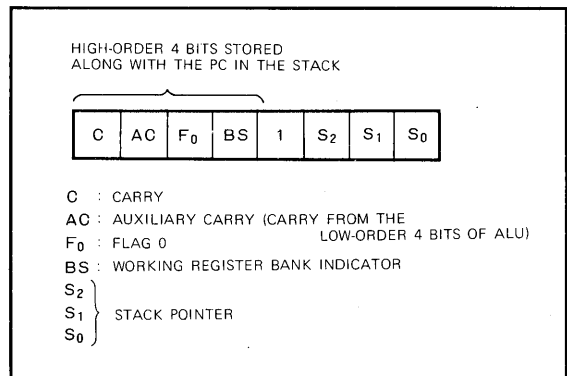 HIGH-ORDER 4 BITS STORED
ALONG WITH THE PC IN THE STACK
C AC F₀ BS 1 S₂ S₁ S₀
C : CARRY
AC : AUXILIARY CARRY (CARRY FROM THE
LOW-ORDER 4 BITS OF ALU)
F₀ : FLAG 0
BS : WORKING REGISTER BANK INDICATOR
S₂
S₁ STACK POINTER
S₀